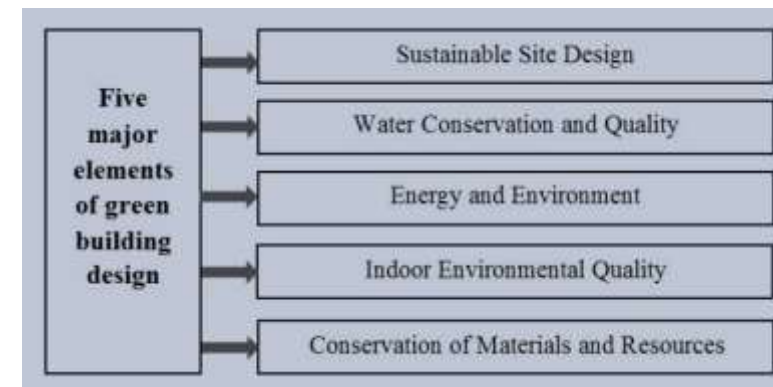 Five
major
elements
of green
building
design
Sustainable Site Design
Water Conservation and Quality
Energy and Environment
Indoor Environmental Quality
Conservation of Materials and Resources